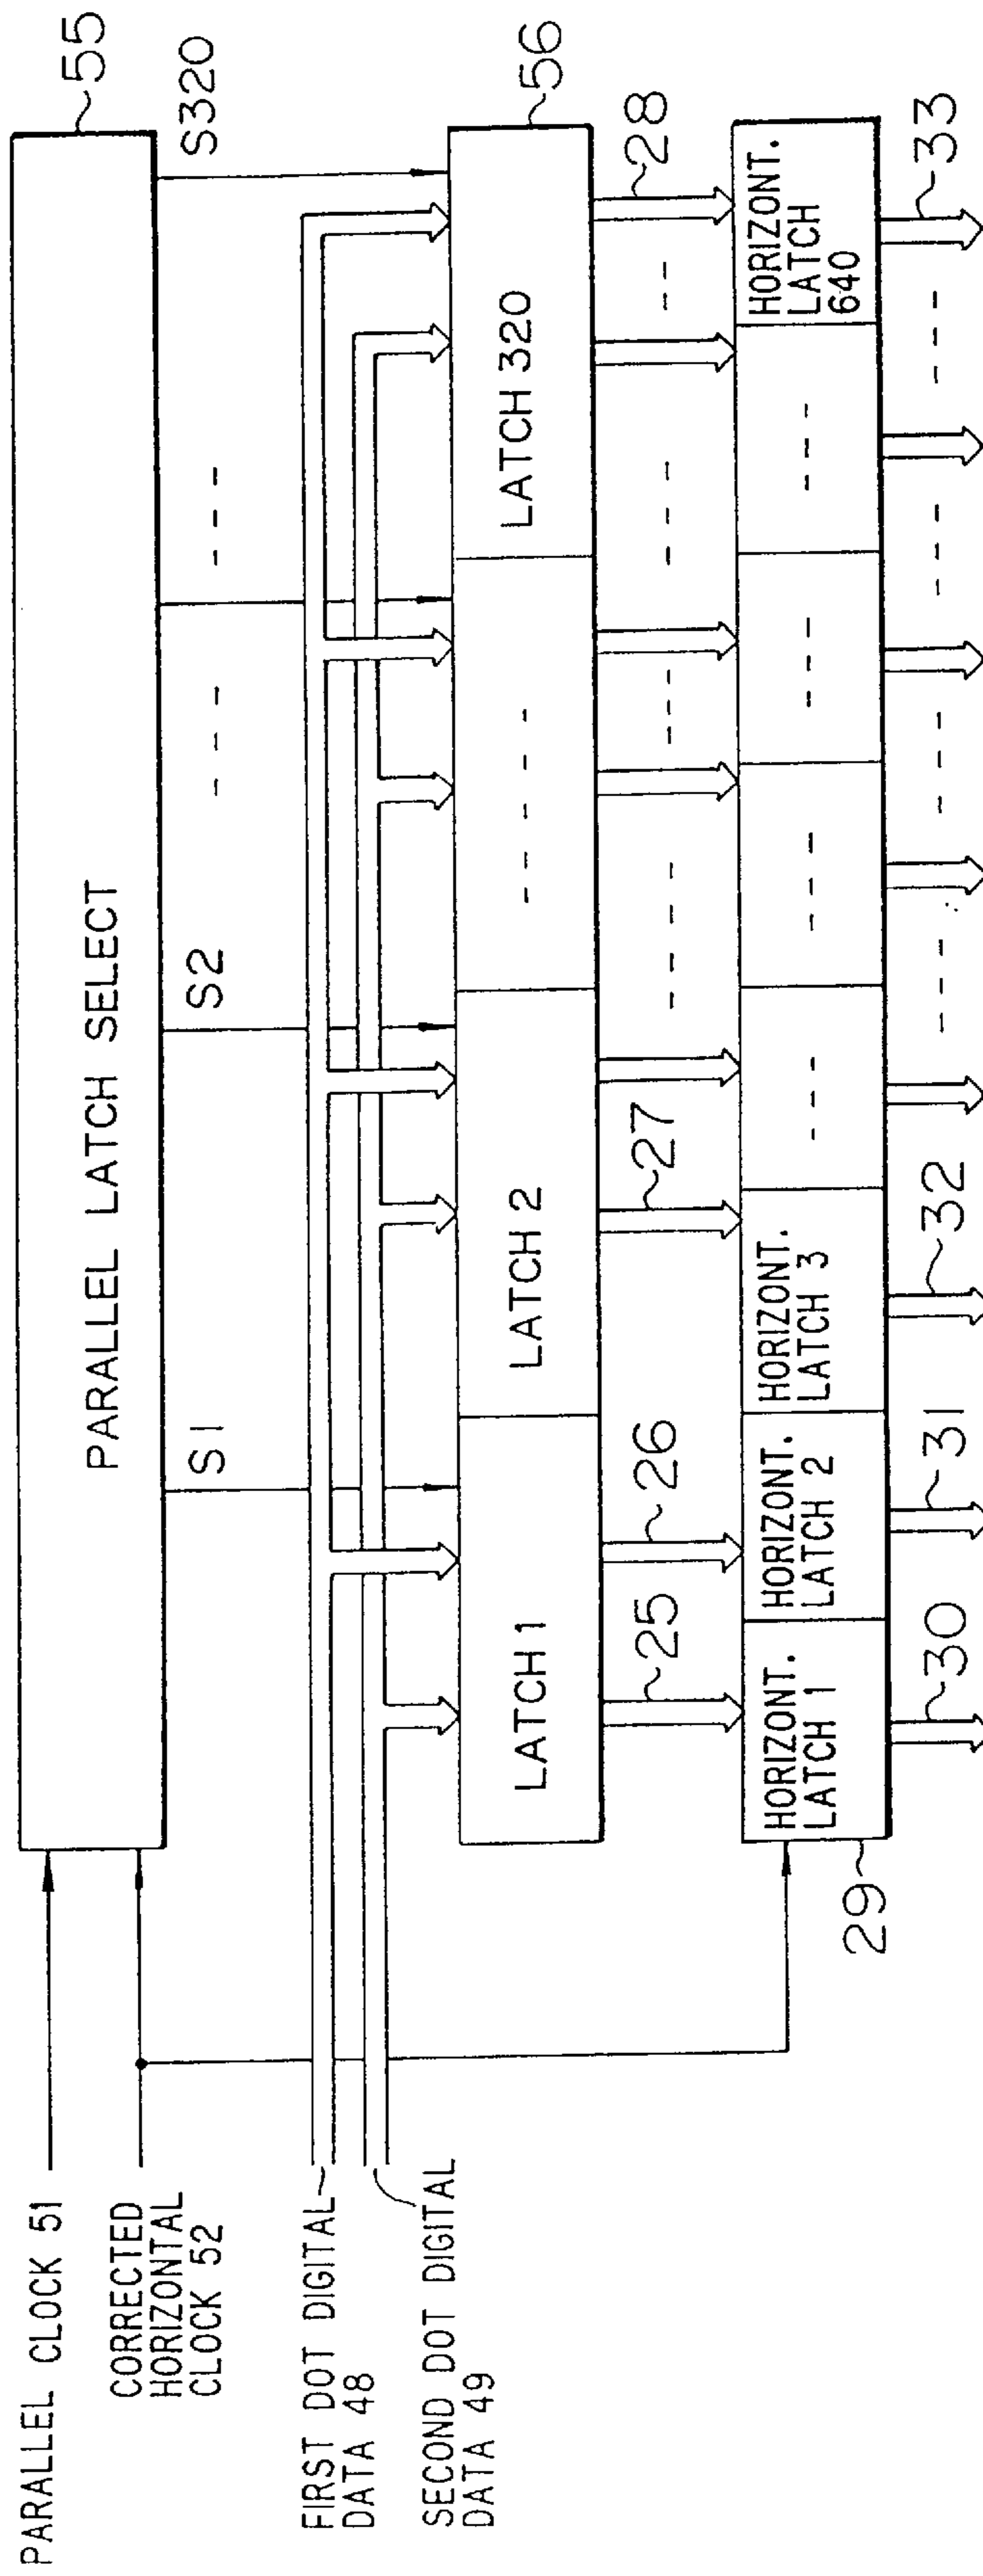 PARALLEL CLOCK 51
CORRECTED
HORIZONTAL
CLOCK 52
PARALLEL LATCH SELECT
55
S1
S2
S320
FIRST DOT DIGITAL
DATA 48
SECOND DOT DIGITAL
DATA 49
LATCH 1
LATCH 2
LATCH 320
56
25
26
27
28
29
HORIZONT.
LATCH 1
HORIZONT.
LATCH 2
HORIZONT.
LATCH 3
HORIZONT.
LATCH
640
30
31
32
33